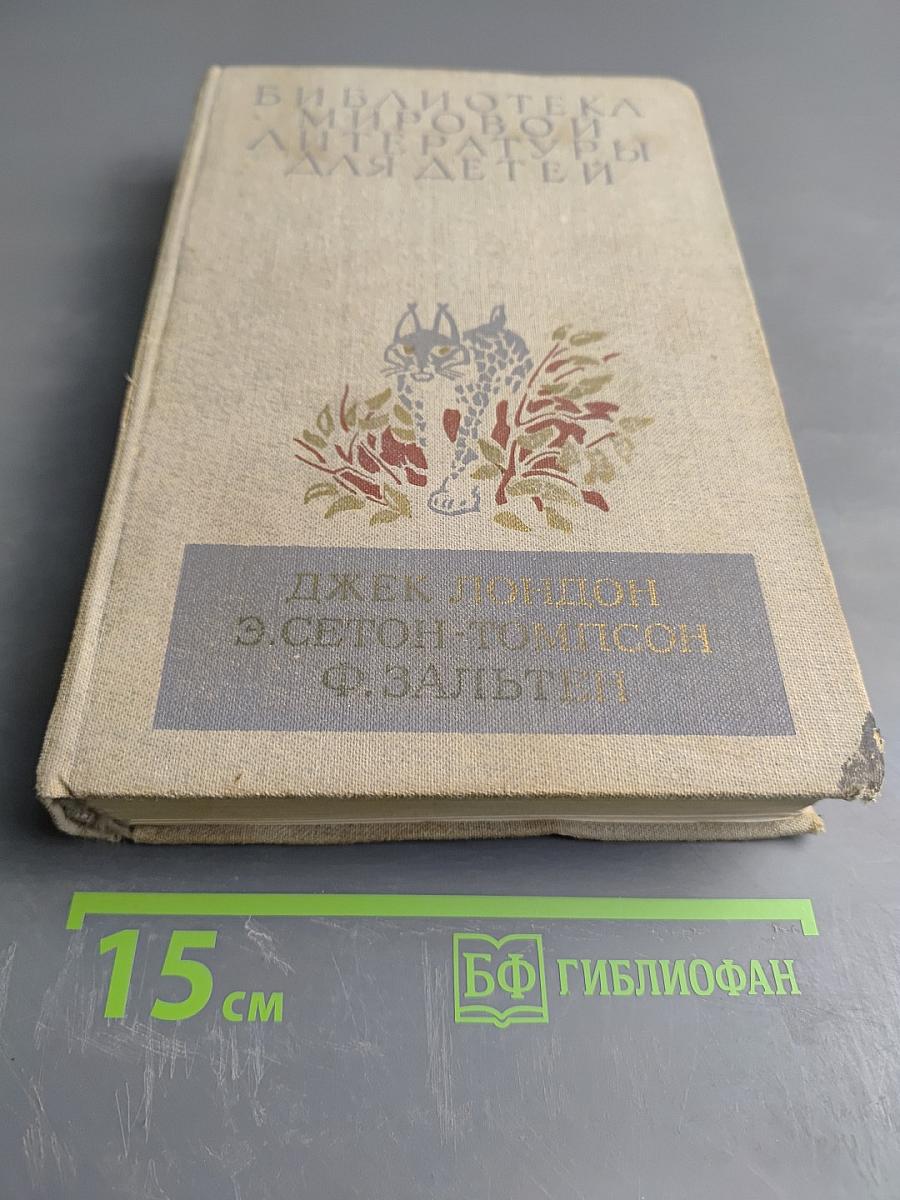 БИБЛИОТЕКА
МИРОВОЙ
ЛИТЕРАТУРЫ
ДЛЯ ДЕТЕЙ
ДЖЕК ЛОНДОН
Э.СЕТОН-ТОМПСОН
Ф.ЗАЛЬТЕН
15 см
БФ ГИБЛИОФАН